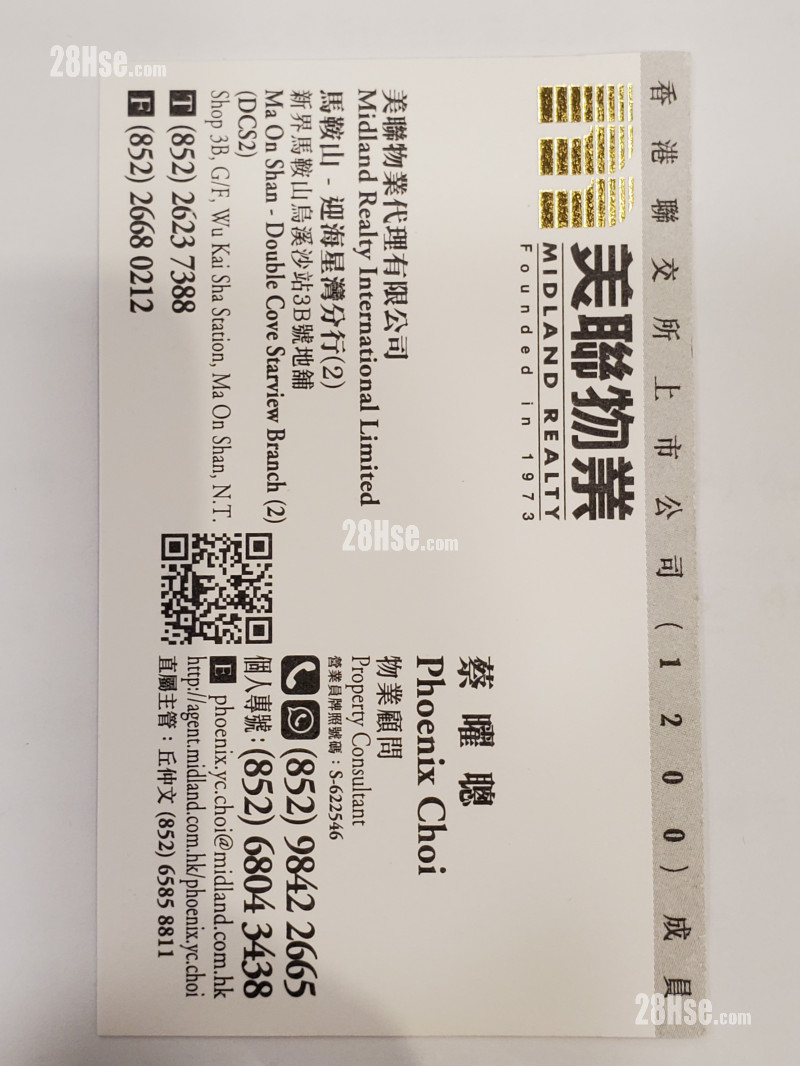 香港聯交所上市公司(1200)成員
美聯物業
MIDLAND REALTY
Founded in 1973
蔡曜聰
Phoenix Choi
物業顧問
Property Consultant
營業員牌照號碼:S-622546
(852) 9842 2665
個人專號:(852) 6804 3438
E phoenix.yc.choi@midland.com.hk
http://agent.midland.com.hk/phoenix.yc.choi
直屬主管:丘仲文 (852) 6585 8811
美聯物業代理有限公司
Midland Realty International Limited
馬鞍山 - 迎海星灣分行(2)
新界馬鞍山烏溪沙站3B號地舖
Ma On Shan - Double Cove Starview Branch (2)
(DCS2)
Shop 3B, G/F, Wu Kai Sha Station, Ma On Shan, N.T.
T (852) 2623 7388
F (852) 2668 0212
28Hse.com
28Hse.com
28Hse.com